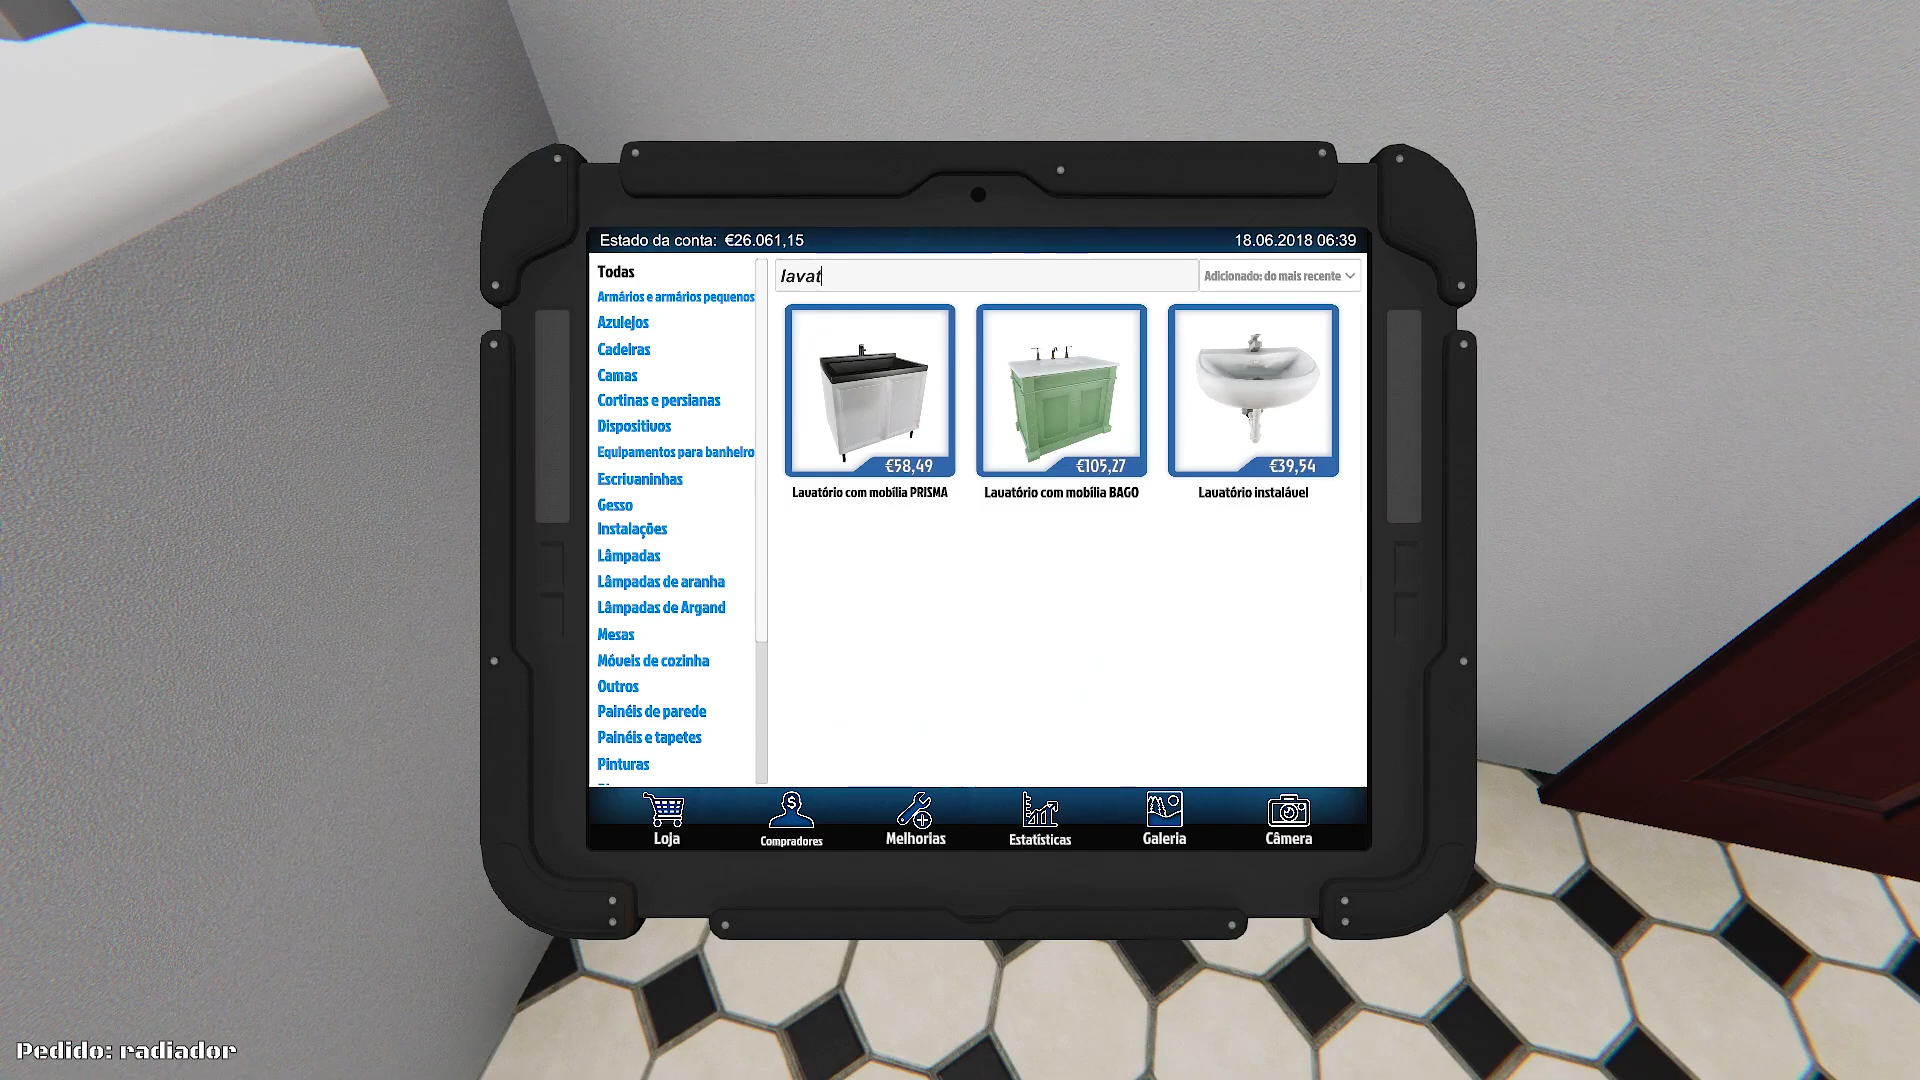 Estado da conta: €26.061,15
18.06.2018 06:39
Todas
Armários e armários pequenos
Azulejos
Cadeiras
Camas
Cortinas e persianas
Dispositivos
Equipamentos para banheiro
Escrivaninhas
Gesso
Instalações
Lâmpadas
Lâmpadas de aranha
Lâmpadas de Argand
Mesas
Móveis de cozinha
Outros
Painéis de parede
Painéis e tapetes
Pinturas
lavat
Adicionado: do mais recente
€58,49
€105,27
€39,54
Lavatório com mobília PRISMA
Lavatório com mobília BAGO
Lavatório instalável
Loja
Compradores
Melhorias
Estatísticas
Galeria
Câmera
Pedido: radiador